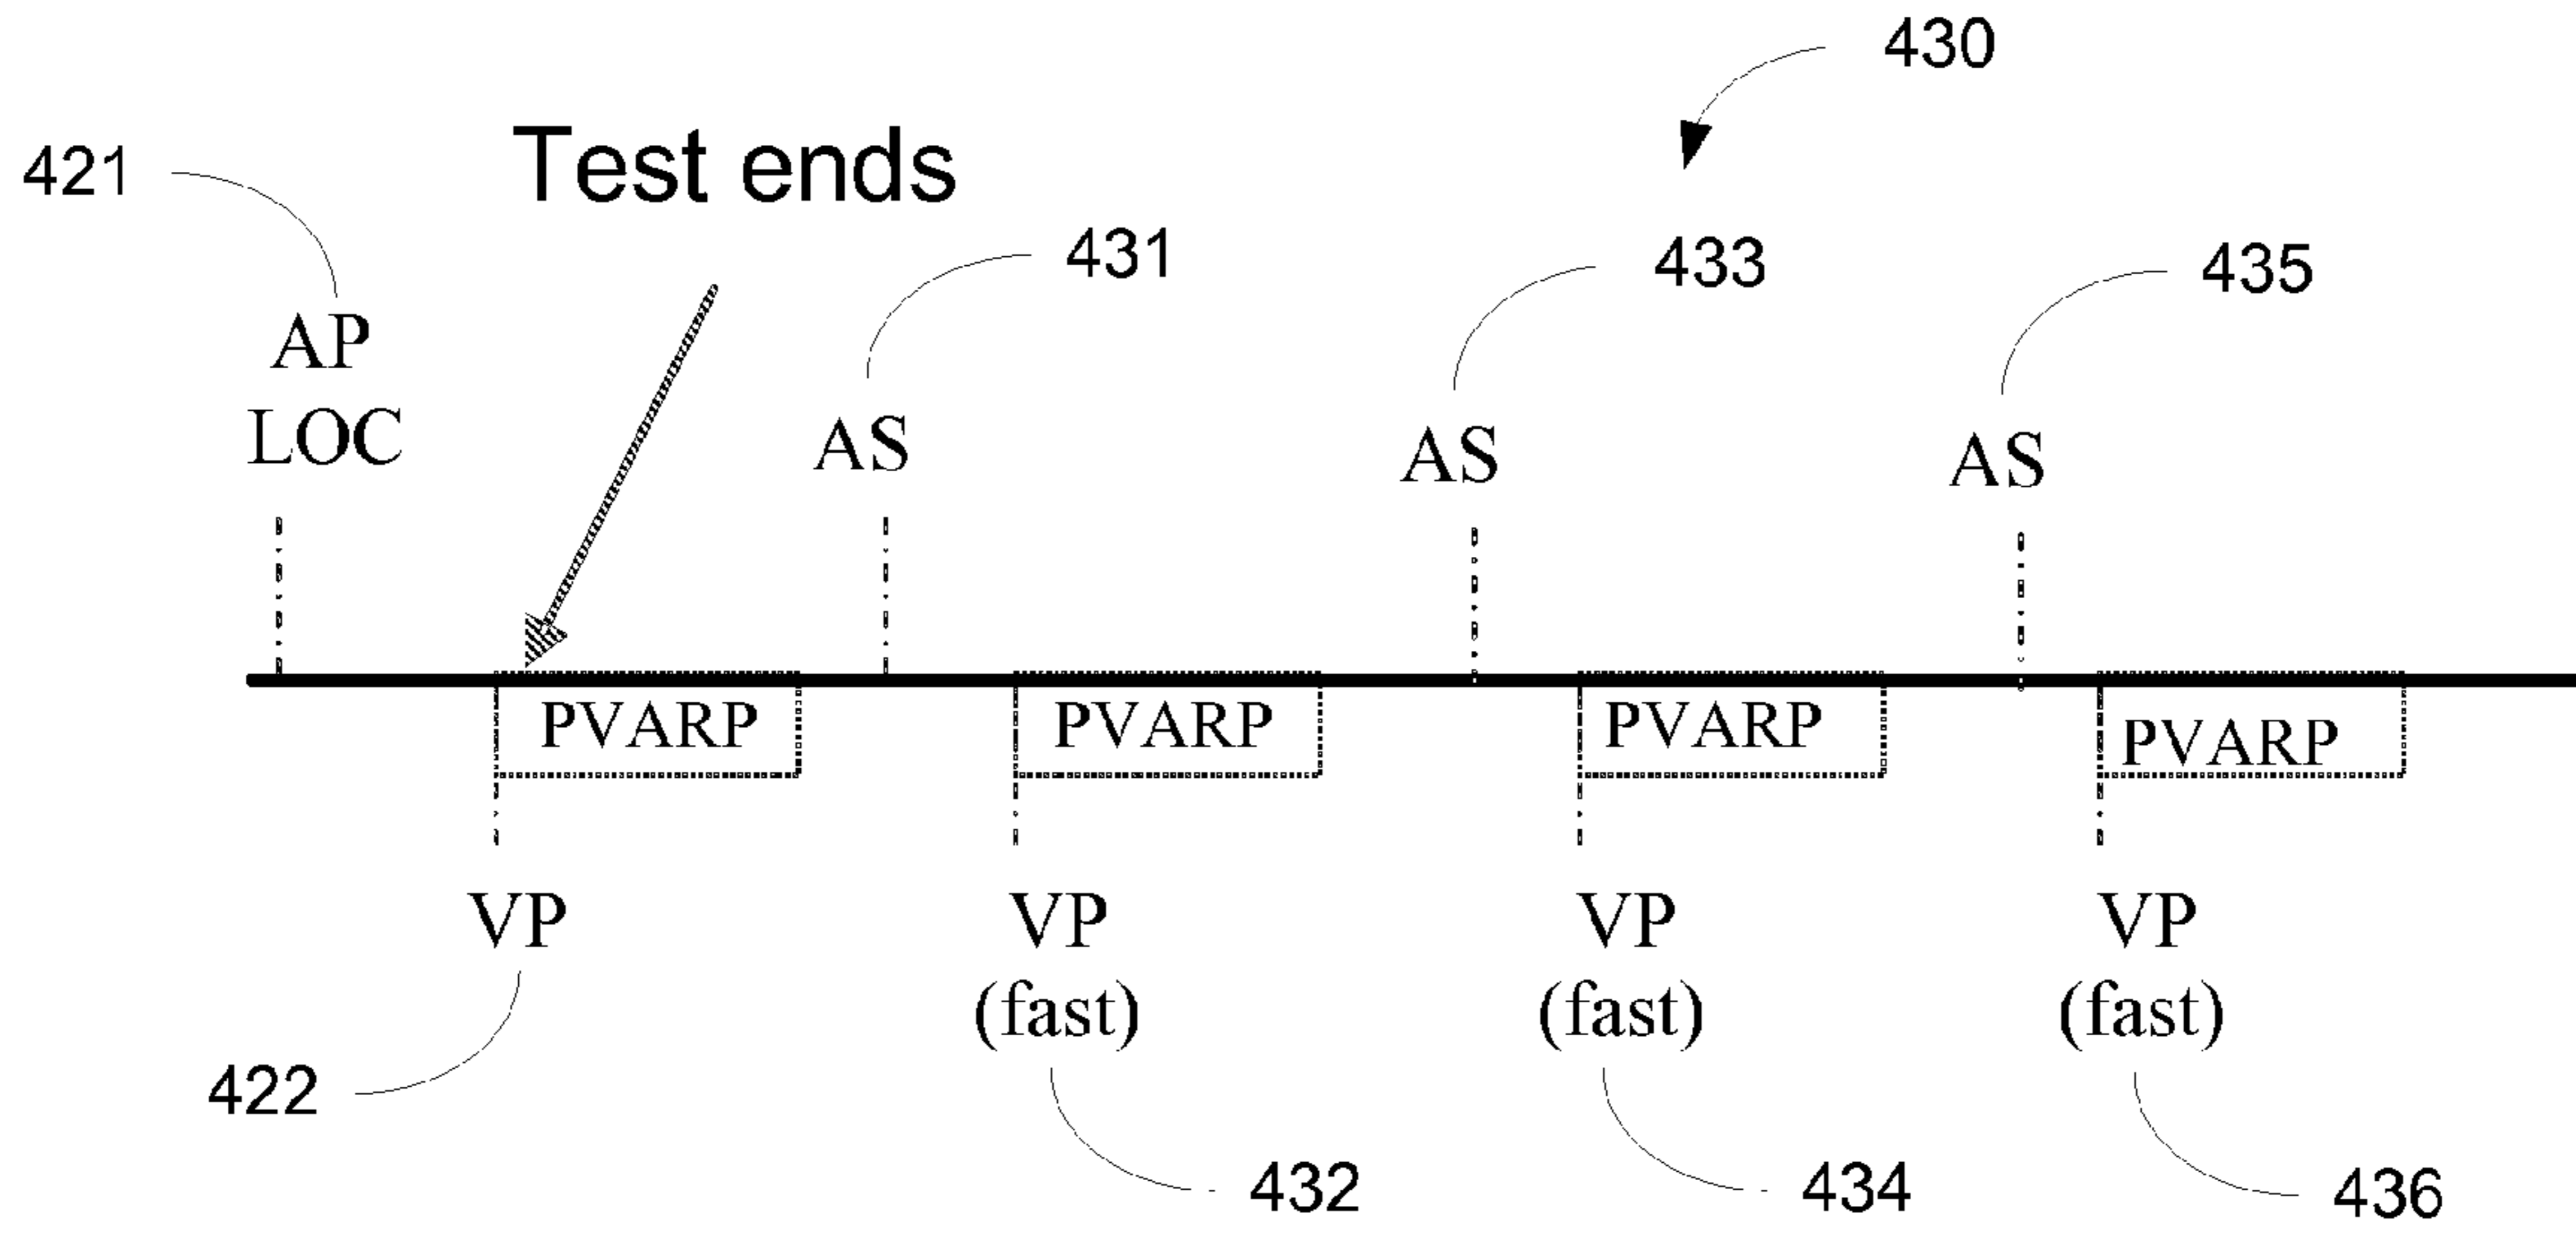 430
421
Test ends
431
433
435
AP
LOC
AS
AS
AS
PVARP
PVARP
PVARP
PVARP
VP
VP
(fast)
VP
(fast)
VP
(fast)
422
432
434
436